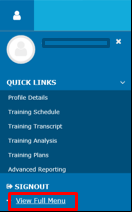 QUICK LINKS
Profile Details
Training Schedule
Training Transcript
Training Analysis
Training Plans
Advanced Reporting
SIGNOUT
View Full Menu